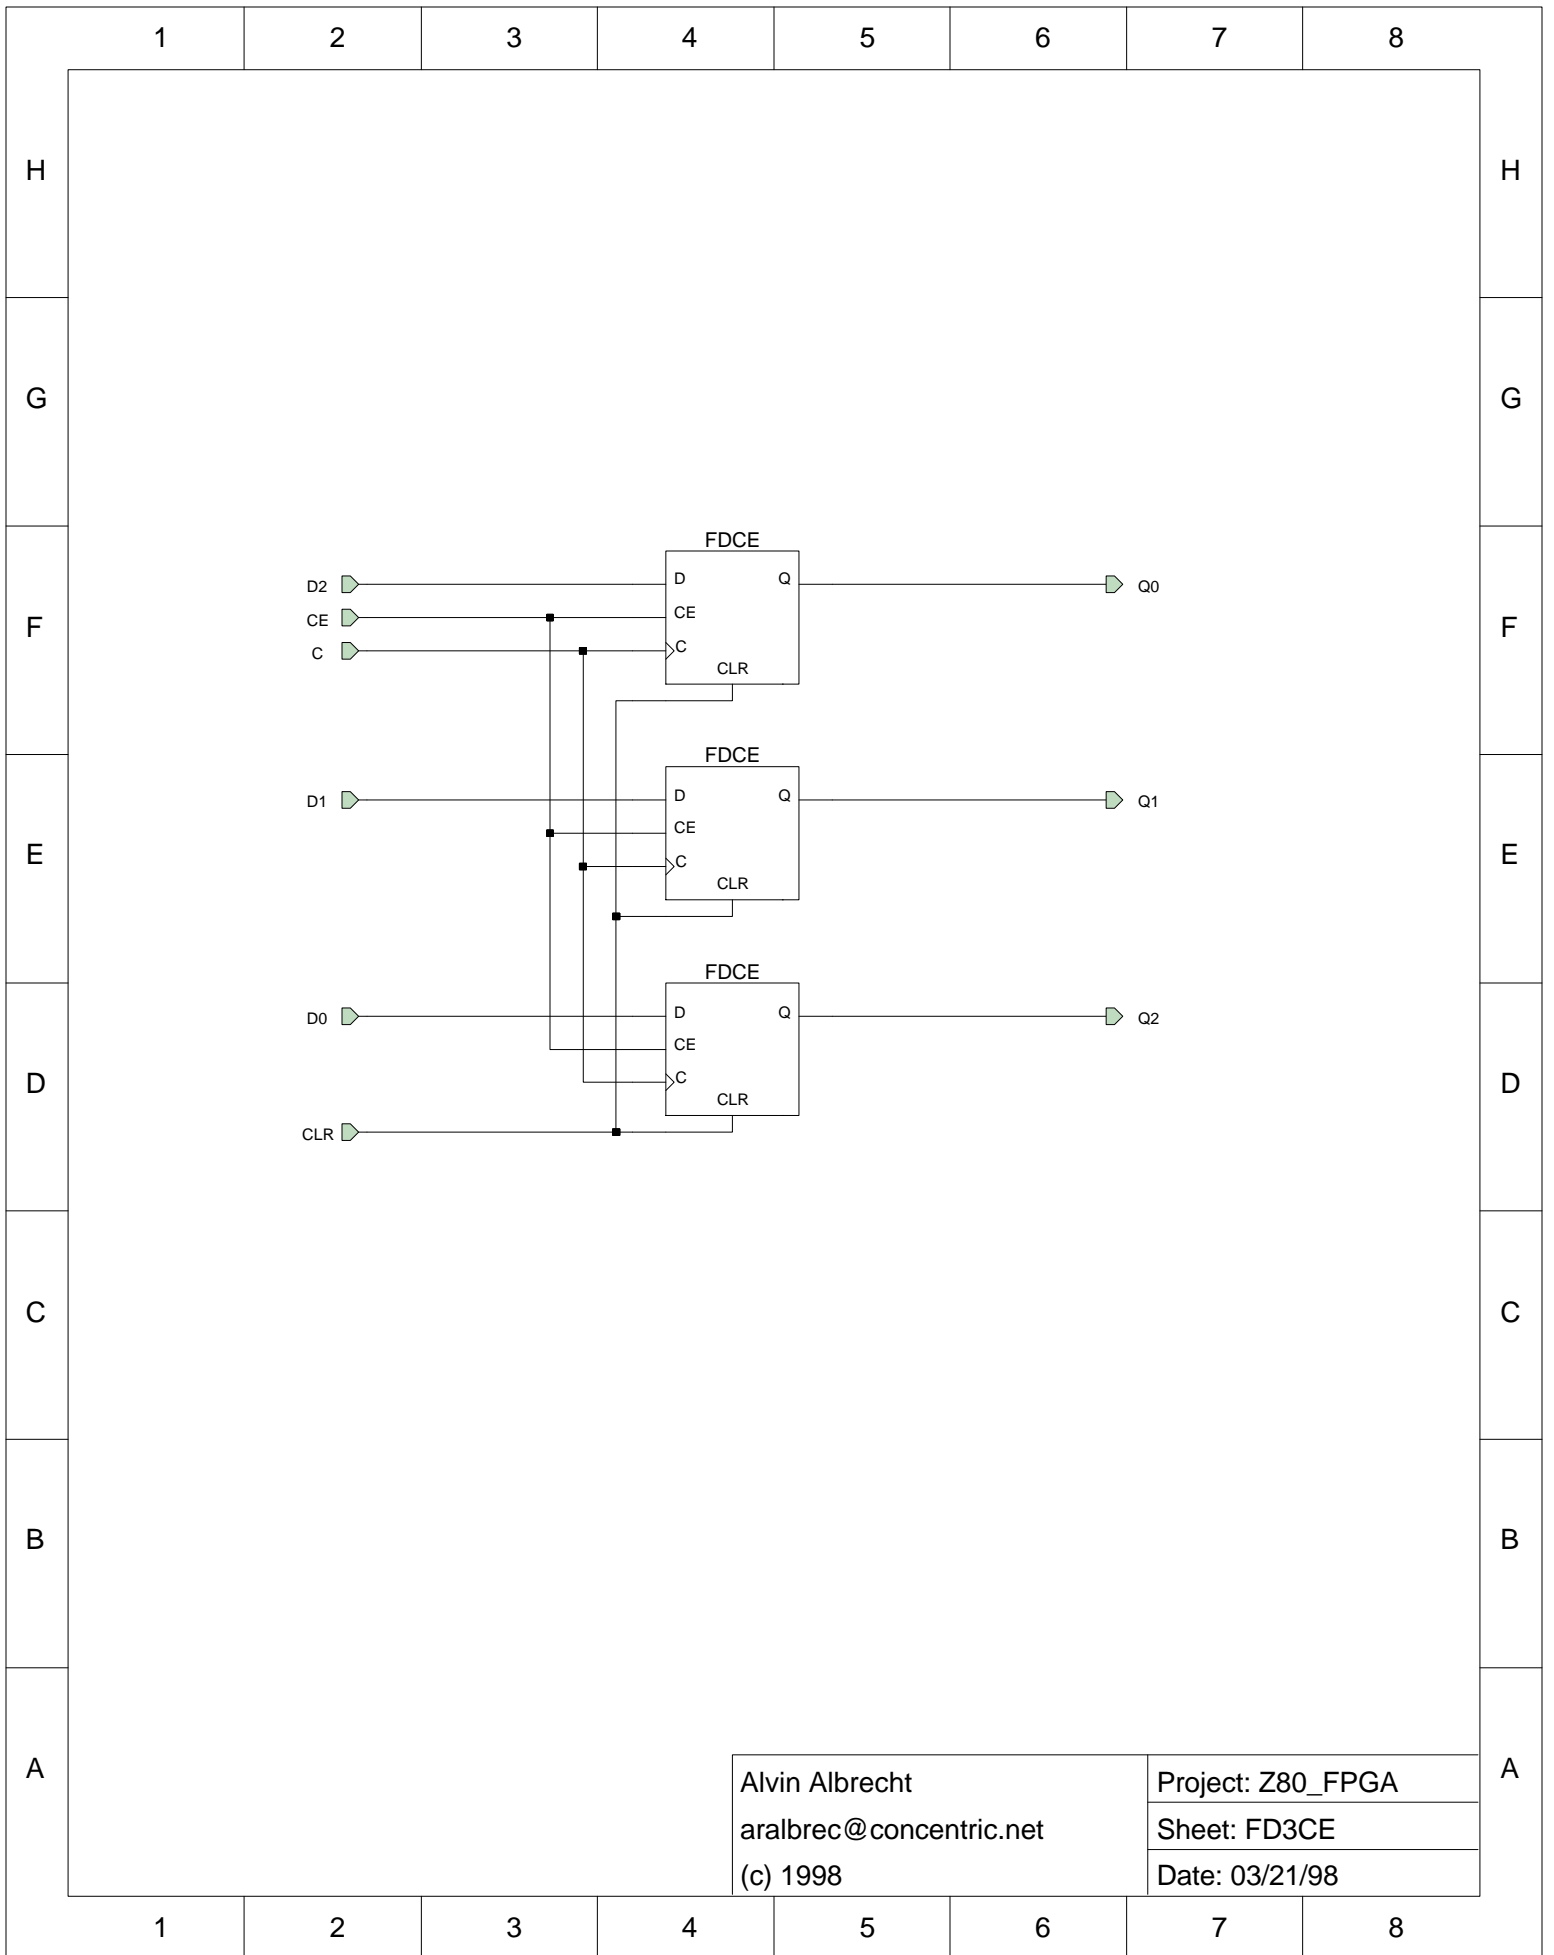 1 2 3 4 5 6 7 8
H H
G G
FDCE
D2 D Q Q0
F CE CE F
C C
CLR
FDCE
D1 D Q Q1
CE
E C E
CLR
FDCE
D0 D Q Q2
CE
D C D
CLR
CLR
C C
B B
A A
Alvin Albrecht Project: Z80_FPGA
aralbrec@concentric.net Sheet: FD3CE
(c) 1998 Date: 03/21/98
1 2 3 4 5 6 7 8